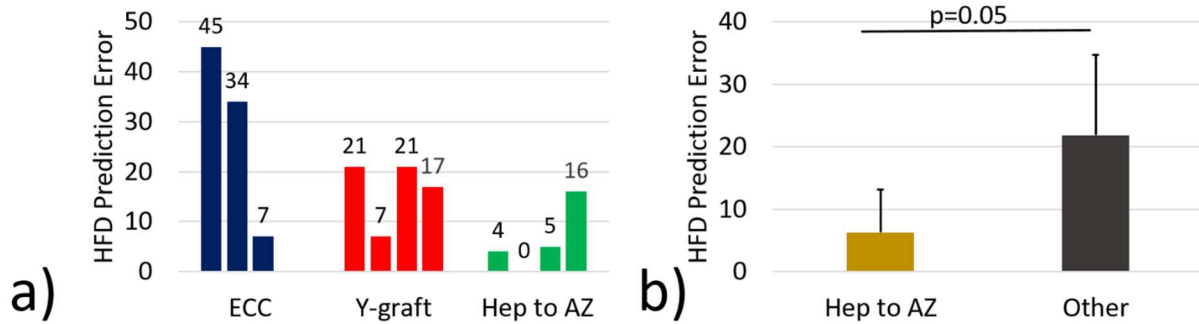 a)
HFD Prediction Error
50
40
30
20
10
0
45
34
7
21
7
21
17
4
0
5
16
ECC
Y-graft
Hep to AZ
b)
HFD Prediction Error
40
30
20
10
0
p=0.05
Hep to AZ
Other